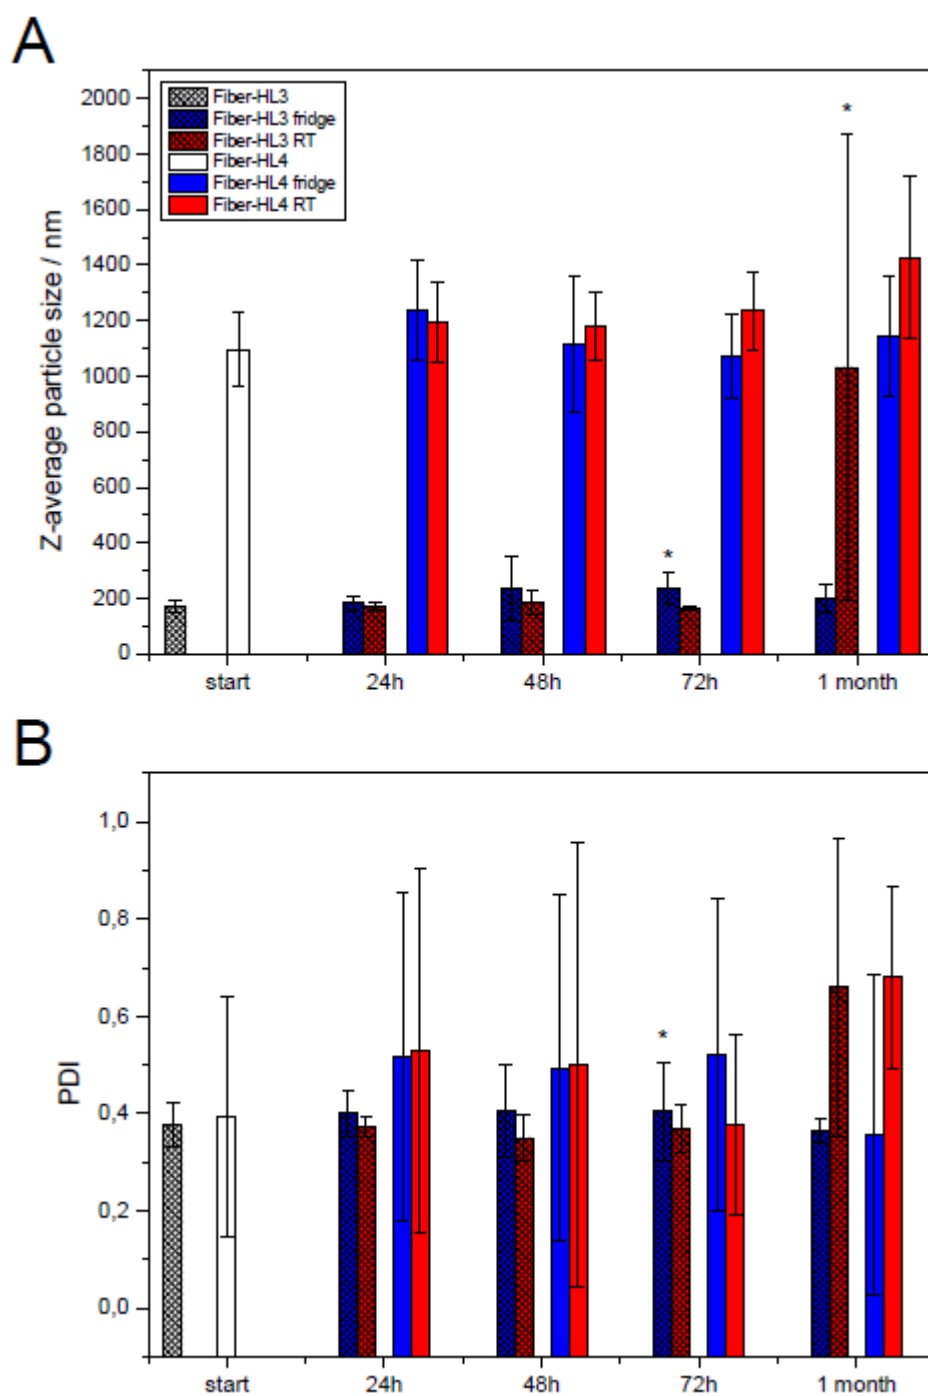 A
Z-average particle size / nm
2000
1800
1600
1400
1200
1000
800
600
400
200
0
Fiber-HL3
Fiber-HL3 fridge
Fiber-HL3 RT
Fiber-HL4
Fiber-HL4 fridge
Fiber-HL4 RT
*
*
start 24h 48h 72h 1 month
B
PDI
1,0
0,8
0,6
0,4
0,2
0,0
*
start 24h 48h 72h 1 month